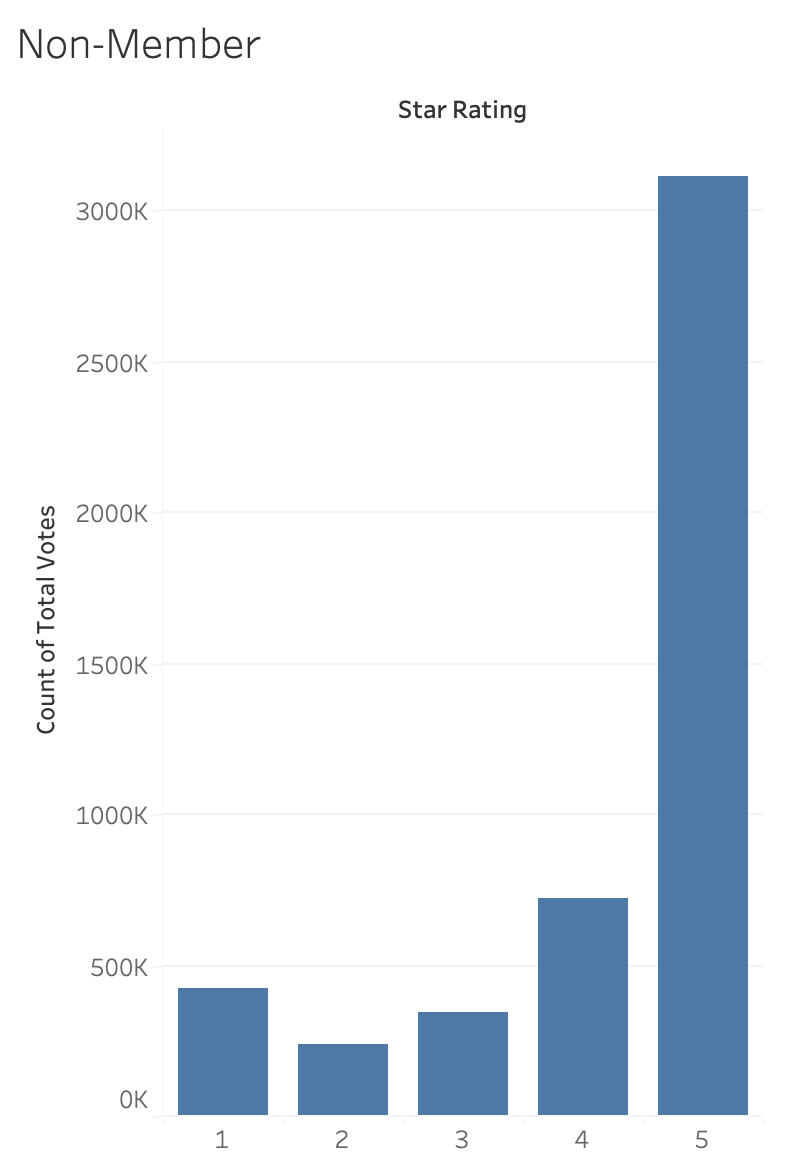 Non-Member
Star Rating
3000K
2500K
2000K
1500K
1000K
500K
0K
Count of Total Votes
1 2 3 4 5